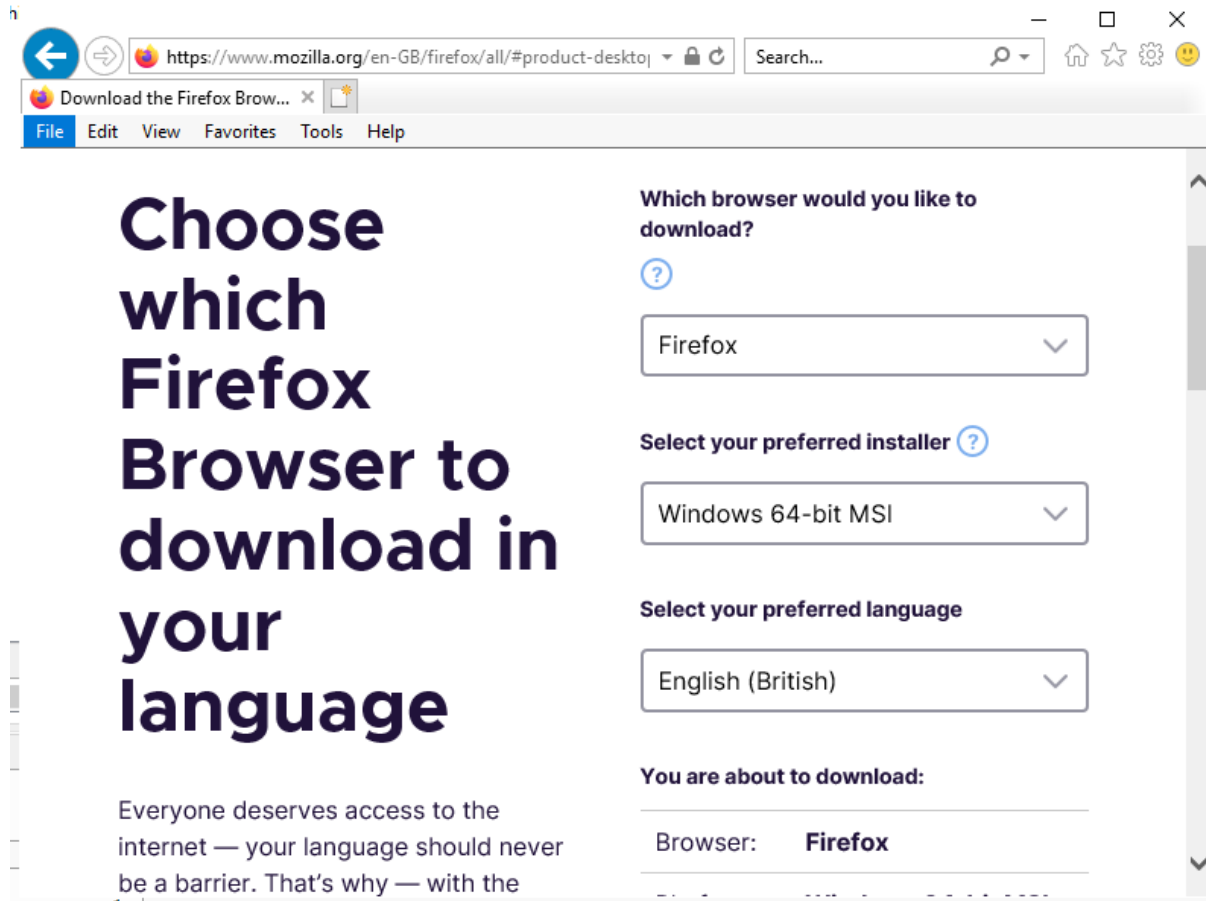 h
https://www.mozilla.org/en-GB/firefox/all/#product-deskto
Search...
Download the Firefox Brow...
File Edit View Favorites Tools Help
Choose
which
Firefox
Browser to
download in
your
language
Everyone deserves access to the
internet — your language should never
be a barrier. That's why — with the
Which browser would you like to
download?
?
Firefox
Select your preferred installer ?
Windows 64-bit MSI
Select your preferred language
English (British)
You are about to download:
Browser: Firefox